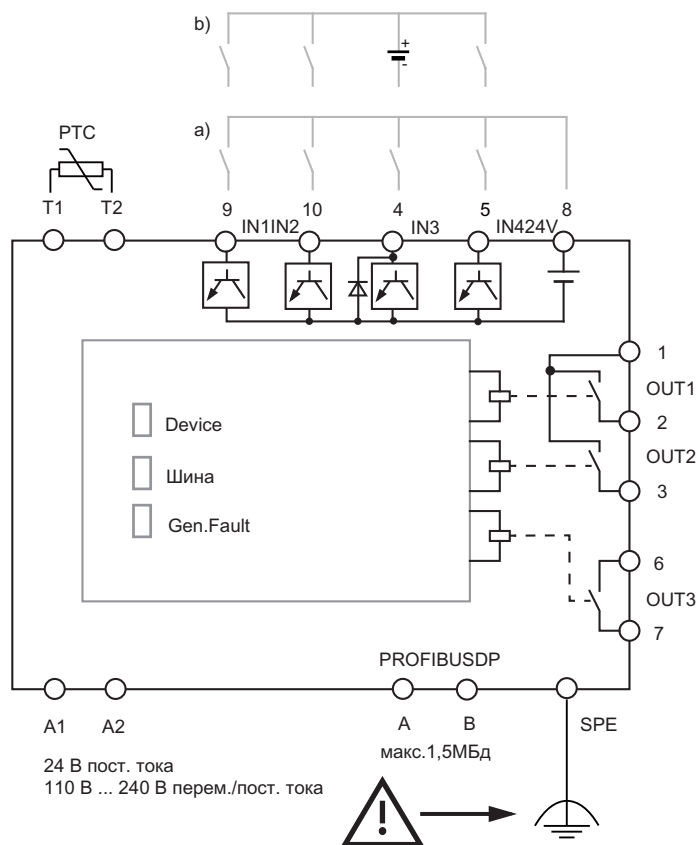 b)
+
-
a)
PTC
T1 T2 9 10 4 5 8
IN1IN2 IN3 IN424V
1
OUT1
Device
2
OUT2
Шина
3
Gen.Fault
6
OUT3
7
PROFIBUSDP
A1 A2 A B SPE
макс.1,5МБд
24 В пост. тока
110 В ... 240 В перем./пост. тока
!